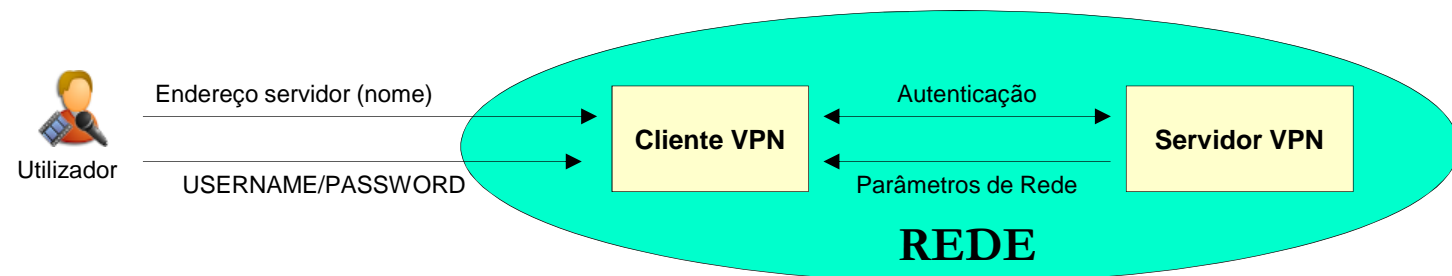 Utilizador
Endereço servidor (nome)
USERNAME/PASSWORD
Cliente VPN
Autenticação
Parâmetros de Rede
Servidor VPN
REDE